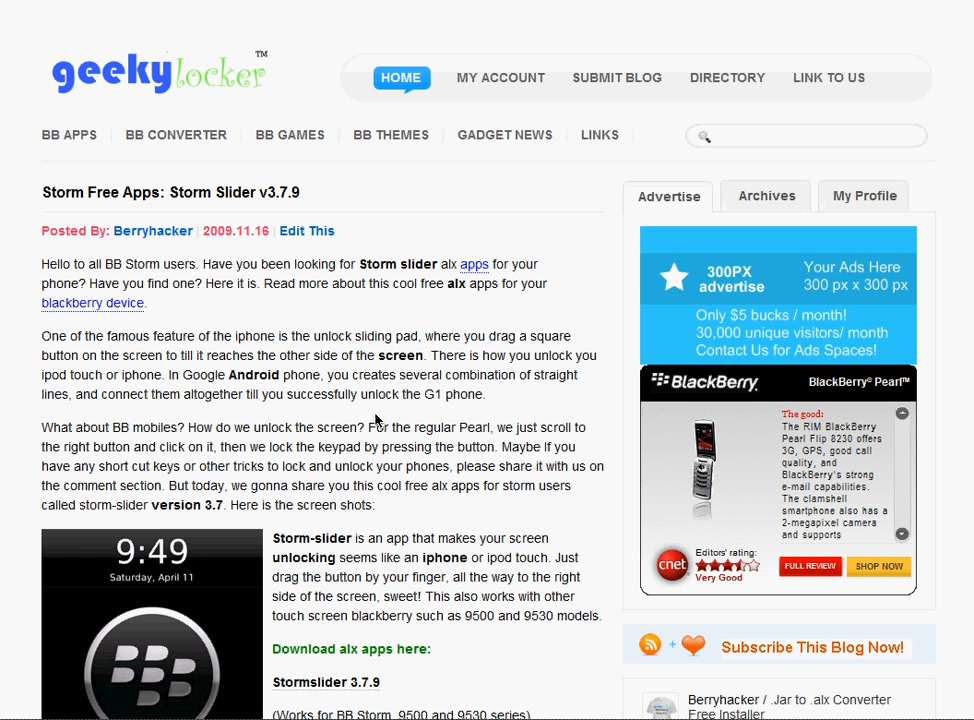 geekylocker™
HOME MY ACCOUNT SUBMIT BLOG DIRECTORY LINK TO US
BB APPS BB CONVERTER BB GAMES BB THEMES GADGET NEWS LINKS
Storm Free Apps: Storm Slider v3.7.9
Posted By: Berryhacker | 2009.11.16 | Edit This
Hello to all BB Storm users. Have you been looking for Storm slider alx apps for your
phone? Have you find one? Here it is. Read more about this cool free alx apps for your
blackberry device.
One of the famous feature of the iphone is the unlock sliding pad, where you drag a square
button on the screen to till it reaches the other side of the screen. There is how you unlock you
ipod touch or iphone. In Google Android phone, you creates several combination of straight
lines, and connect them altogether till you successfully unlock the G1 phone.
What about BB mobiles? How do we unlock the screen? For the regular Pearl, we just scroll to
the right button and click on it, then we lock the keypad by pressing the button. Maybe If you
have any short cut keys or other tricks to lock and unlock your phones, please share it with us on
the comment section. But today, we gonna share you this cool free alx apps for storm users
called storm-slider version 3.7. Here is the screen shots:
9:49
Saturday, April 11
Storm-slider is an app that makes your screen
unlocking seems like an iphone or ipod touch. Just
drag the button by your finger, all the way to the right
side of the screen, sweet! This also works with other
touch screen blackberry such as 9500 and 9530 models.
Download alx apps here:
Stormslider 3.7.9
(Works for BB Storm 9500 and 9530 series)
Advertise Archives My Profile
300PX
advertise
Your Ads Here
300 px x 300 px
Only $5 bucks / month!
30,000 unique visitors/ month
Contact Us for Ads Spaces!
BlackBerry. BlackBerry® Pearl™
The good:
The RIM BlackBerry
Pearl Flip 8230 offers
3G, GPS, good call
quality, and
BlackBerry's strong
e-mail capabilities.
The clamshell
smartphone also has a
2-megapixel camera
and supports
cnet
Editors' rating:
Very Good
FULL REVIEW SHOP NOW
+ Subscribe This Blog Now!
Berryhacker / .Jar to .alx Converter
Free Installer